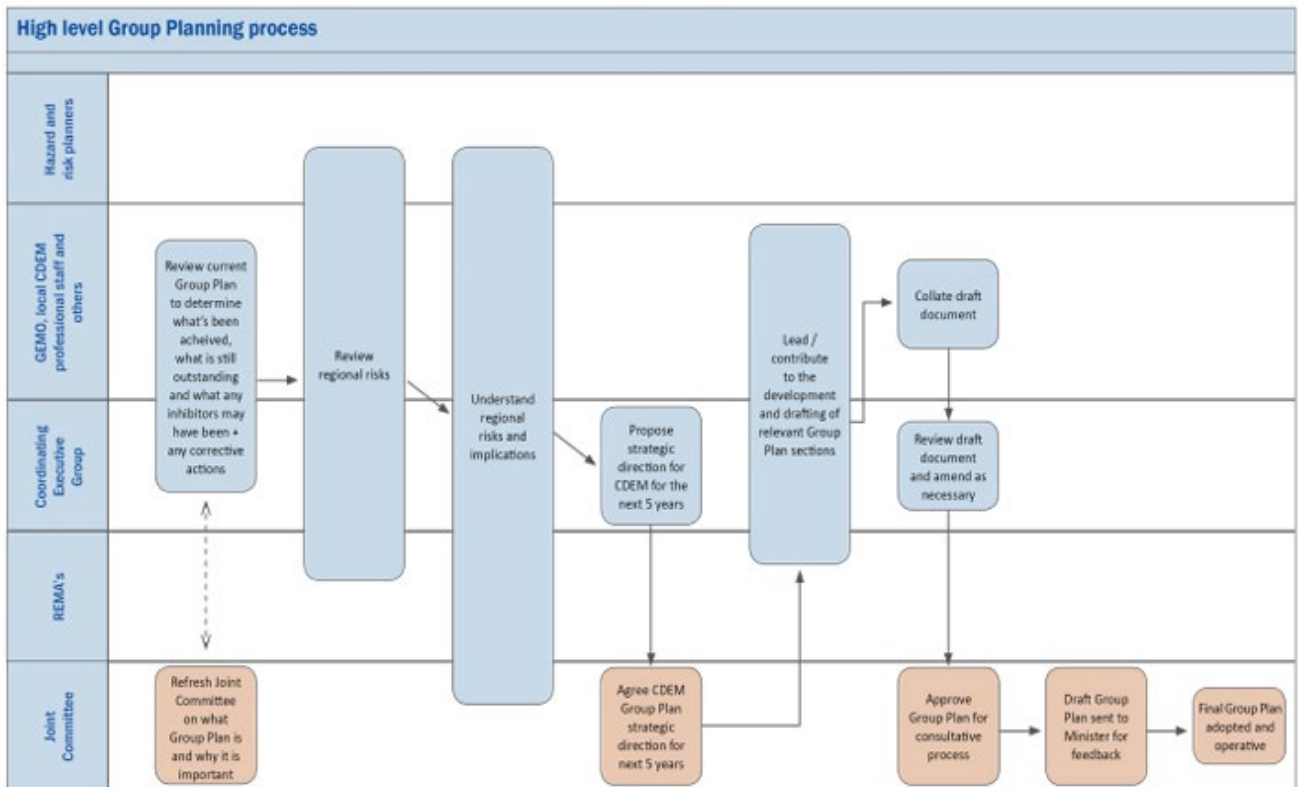 High level Group Planning process
Hazard and
risk planners
GEMO, local CDEM
professional staff and
others
Coordinating
Executive
Group
REMA's
Joint
Committee
Review current
Group Plan
to determine
what's been
acheived,
what is still
outstanding
and what any
inhibitors may
have been +
any corrective
actions
Refresh Joint
Committee
on what
Group Plan is
and why it is
important
Review
regional risks
Understand
regional
risks and
implications
Propose
strategic
direction for
CDEM for the
next 5 years
Agree CDEM
Group Plan
strategic
direction for
next 5 years
Lead /
contribute
to the
development
and drafting of
relevant Group
Plan sections
Collate draft
document
Review draft
document
and amend as
necessary
Approve
Group Plan for
consultative
process
Draft Group
Plan sent to
Minister for
feedback
Final Group Plan
adopted and
operative